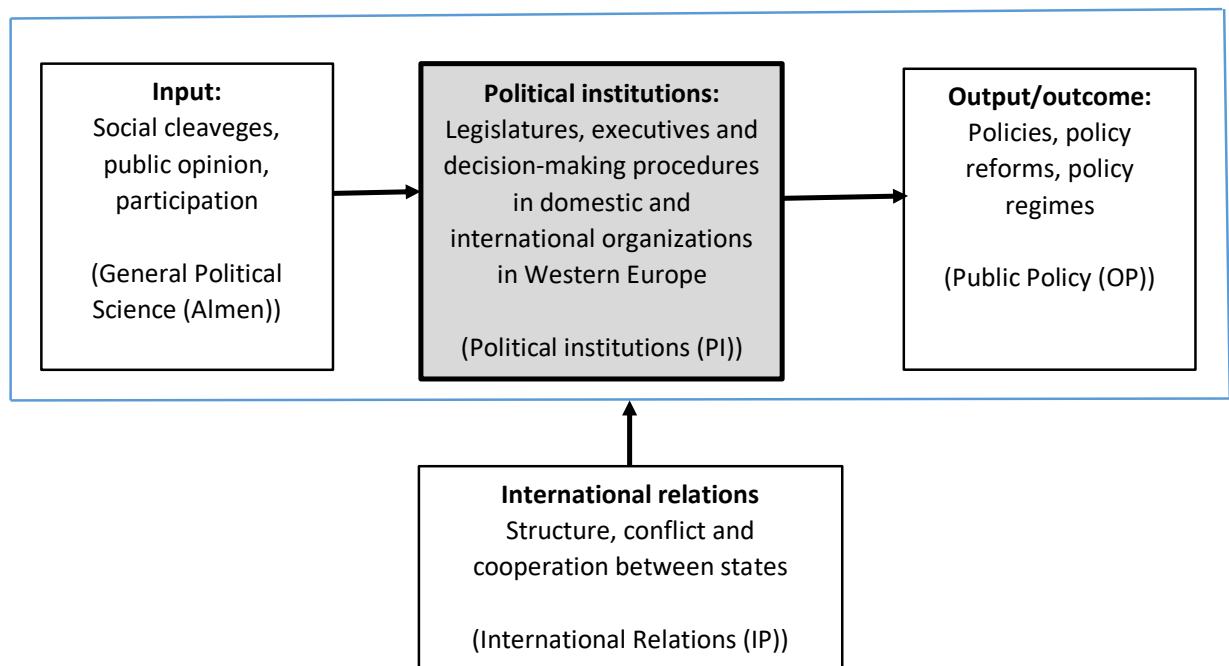 Input:
Social cleaveges,
public opinion,
participation
(General Political
Science (Almen))
Political institutions:
Legislatures, executives and
decision-making procedures
in domestic and
international organizations
in Western Europe
(Political institutions (PI))
Output/outcome:
Policies, policy
reforms, policy
regimes
(Public Policy (OP))
International relations
Structure, conflict and
cooperation between states
(International Relations (IP))